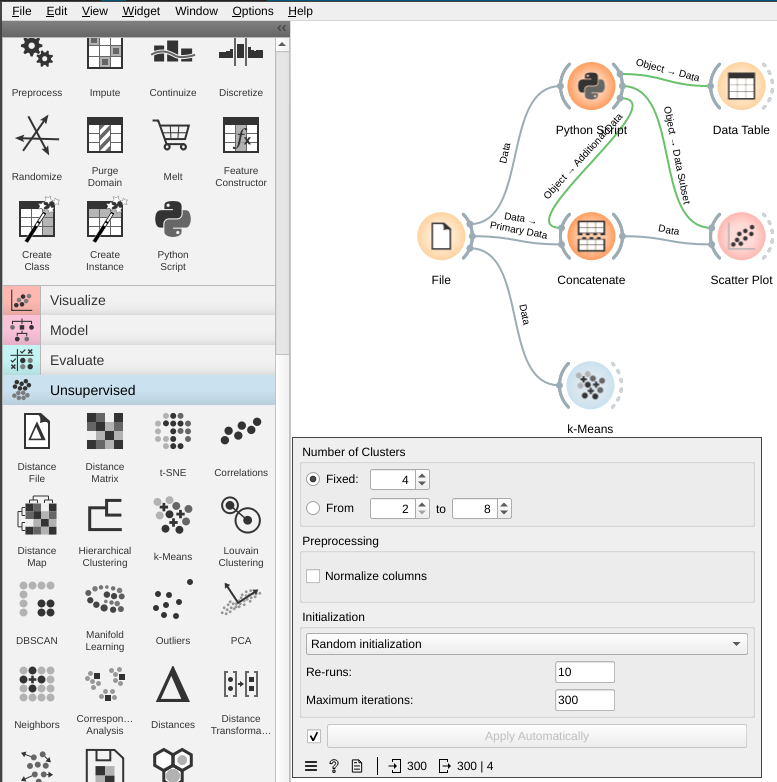 File Edit View Widget Window Options Help
Preprocess Impute Continuize Discretize
Randomize Purge Domain Melt Feature Constructor
Create Class Create Instance Python Script
Visualize
Model
Evaluate
Unsupervised
Distance File Distance Matrix t-SNE Correlations
Distance Map Hierarchical Clustering k-Means Louvain Clustering
DBSCAN Manifold Learning Outliers PCA
Neighbors Correspon... Analysis Distances Distance Transforma...
Object → Data
Python Script
Data Table
Data
Object → Additional Data
Object → Data Subset
Data →
Primary Data
Data
File
Concatenate
Scatter Plot
Data
k-Means
Number of Clusters
Fixed: 4
From 2 to 8
Preprocessing
Normalize columns
Initialization
Random initialization
Re-runs: 10
Maximum iterations: 300
Apply Automatically
? 300 300 | 4